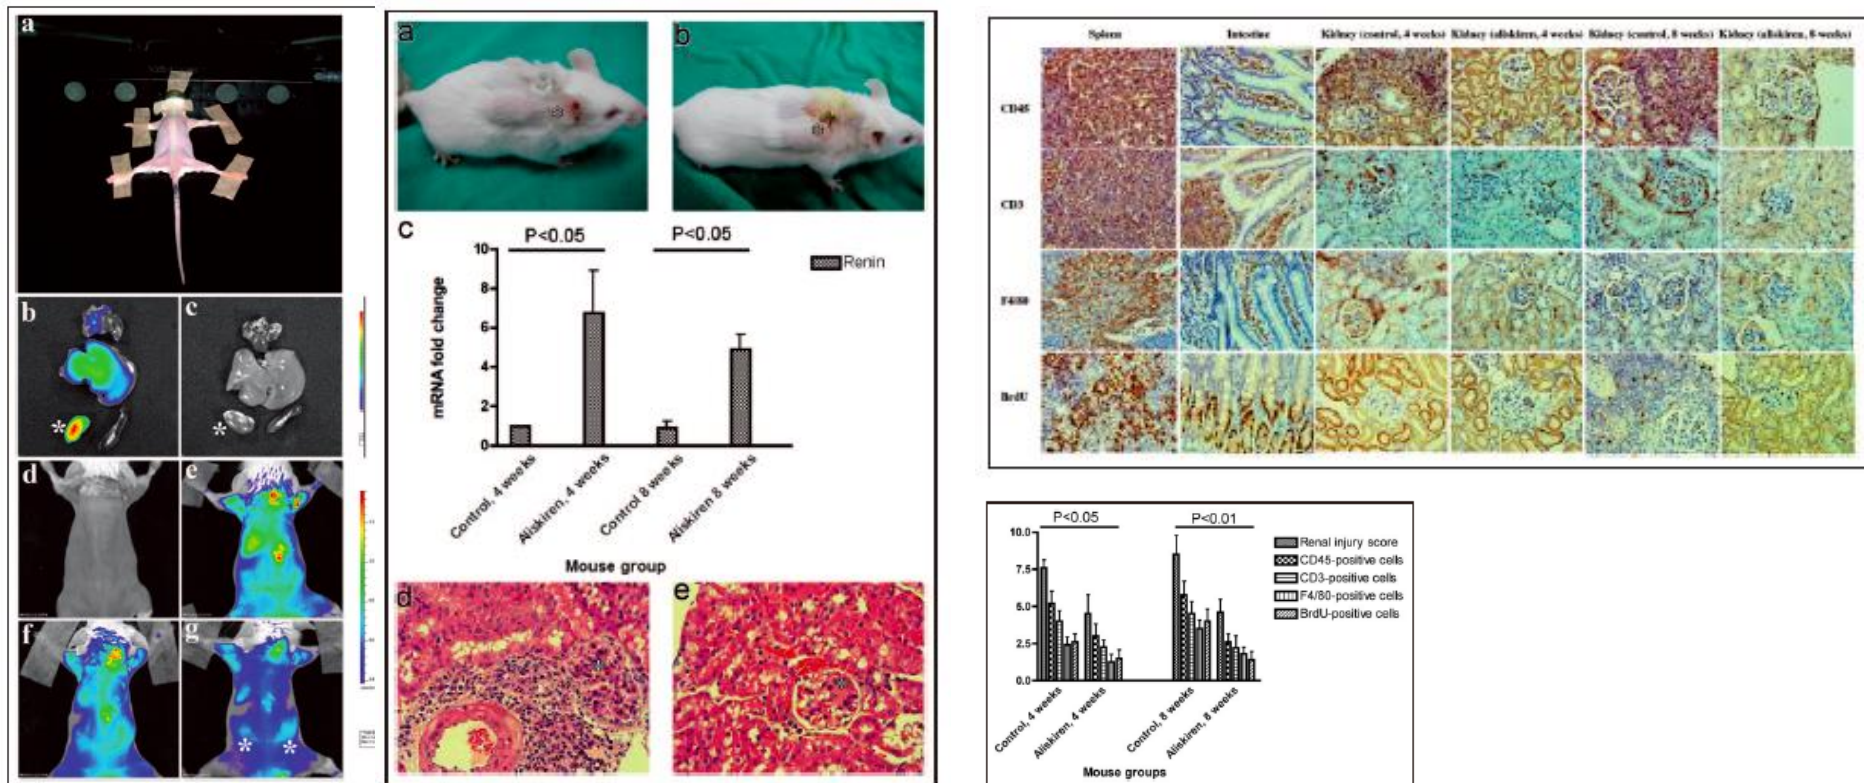 a
b
c
d
e
f
g
a
b
c
P<0.05
P<0.05
Renin
mRNA fold change
10
8
6
4
2
0
Control, 4 weeks
Aliskiren, 4 weeks
Control 8 weeks
Aliskiren 8 weeks
Mouse group
d
e
Spleen
Intestine
Kidney (control, 4 weeks)
Kidney (aliskiren, 4 weeks)
Kidney (control, 8 weeks)
Kidney (aliskiren, 8 weeks)
CD45
CD3
F4/80
BrdU
P<0.05
P<0.01
10.0
7.5
5.0
2.5
0.0
Renal injury score
CD45-positive cells
CD3-positive cells
F4/80-positive cells
BrdU-positive cells
Control, 4 weeks
Aliskiren, 4 weeks
Control, 8 weeks
Aliskiren, 8 weeks
Mouse groups